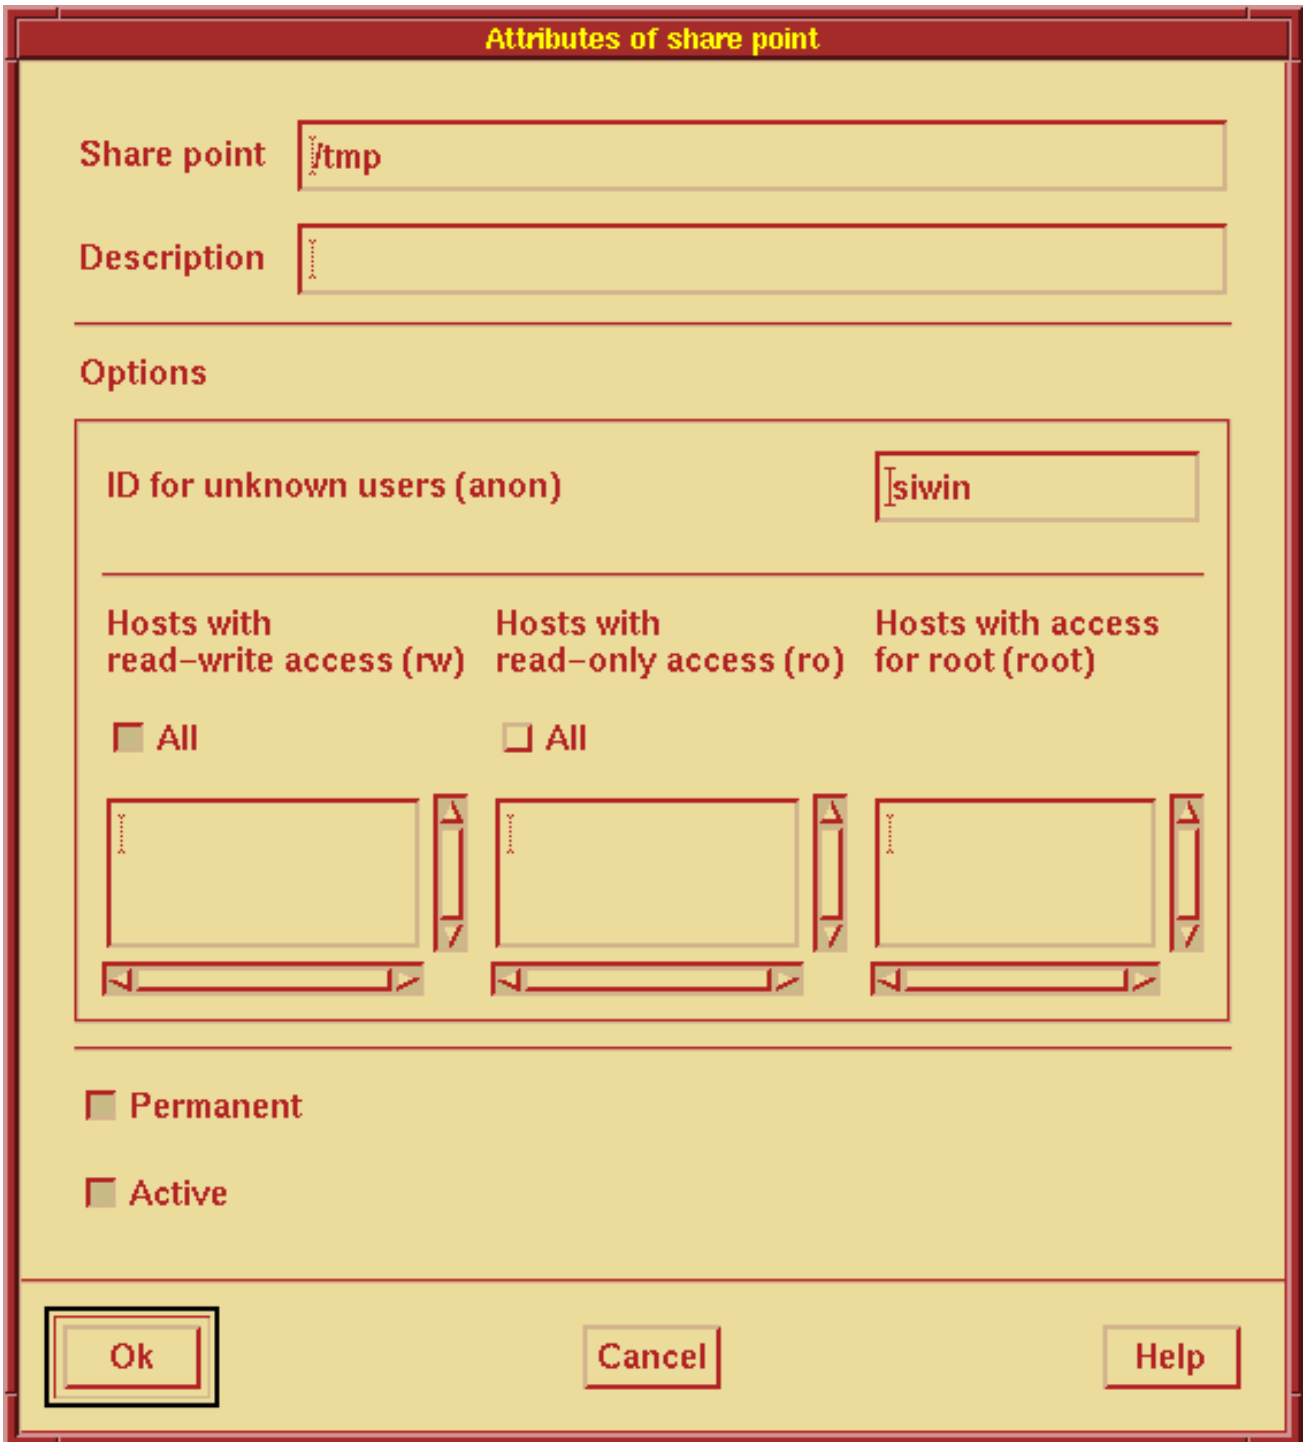 Attributes of share point
Share point /tmp
Description
Options
ID for unknown users (anon) siwin
Hosts with read-write access (rw)
Hosts with read-only access (ro)
Hosts with access for root (root)
All
All
Permanent
Active
Ok Cancel Help